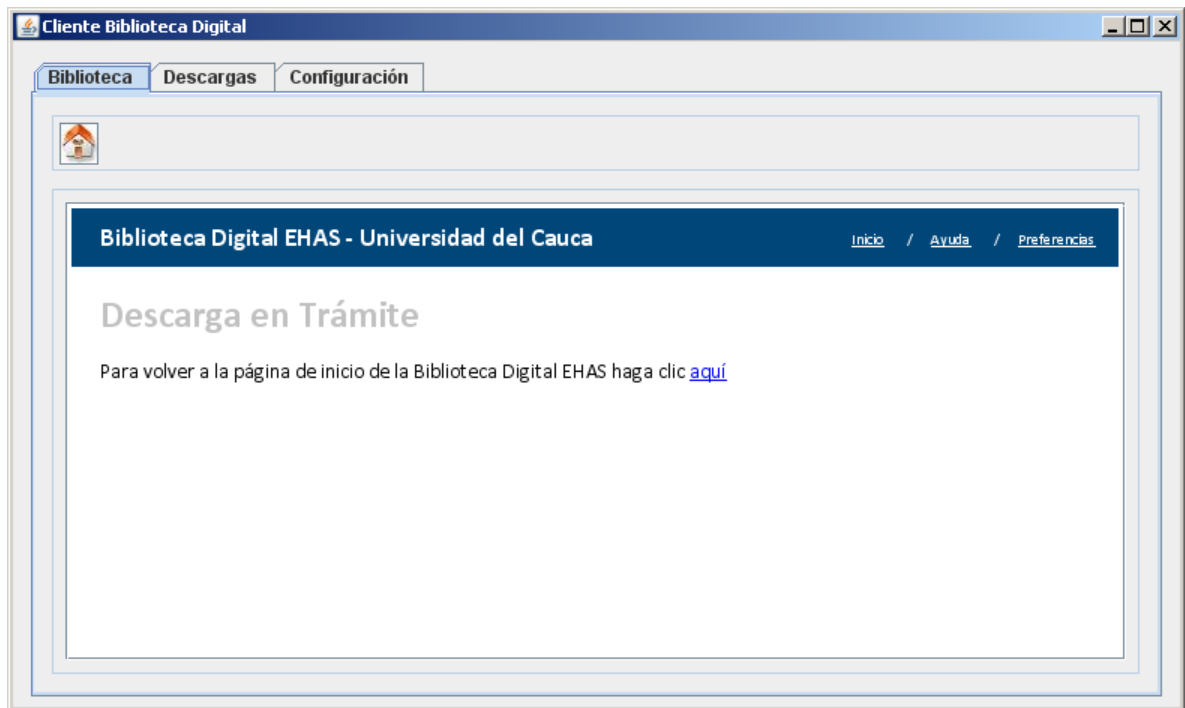 Cliente Biblioteca Digital
Biblioteca Descargas Configuración
Biblioteca Digital EHAS - Universidad del Cauca Inicio / Ayuda / Preferencias
Descarga en Trámite
Para volver a la página de inicio de la Biblioteca Digital EHAS haga clic aquí